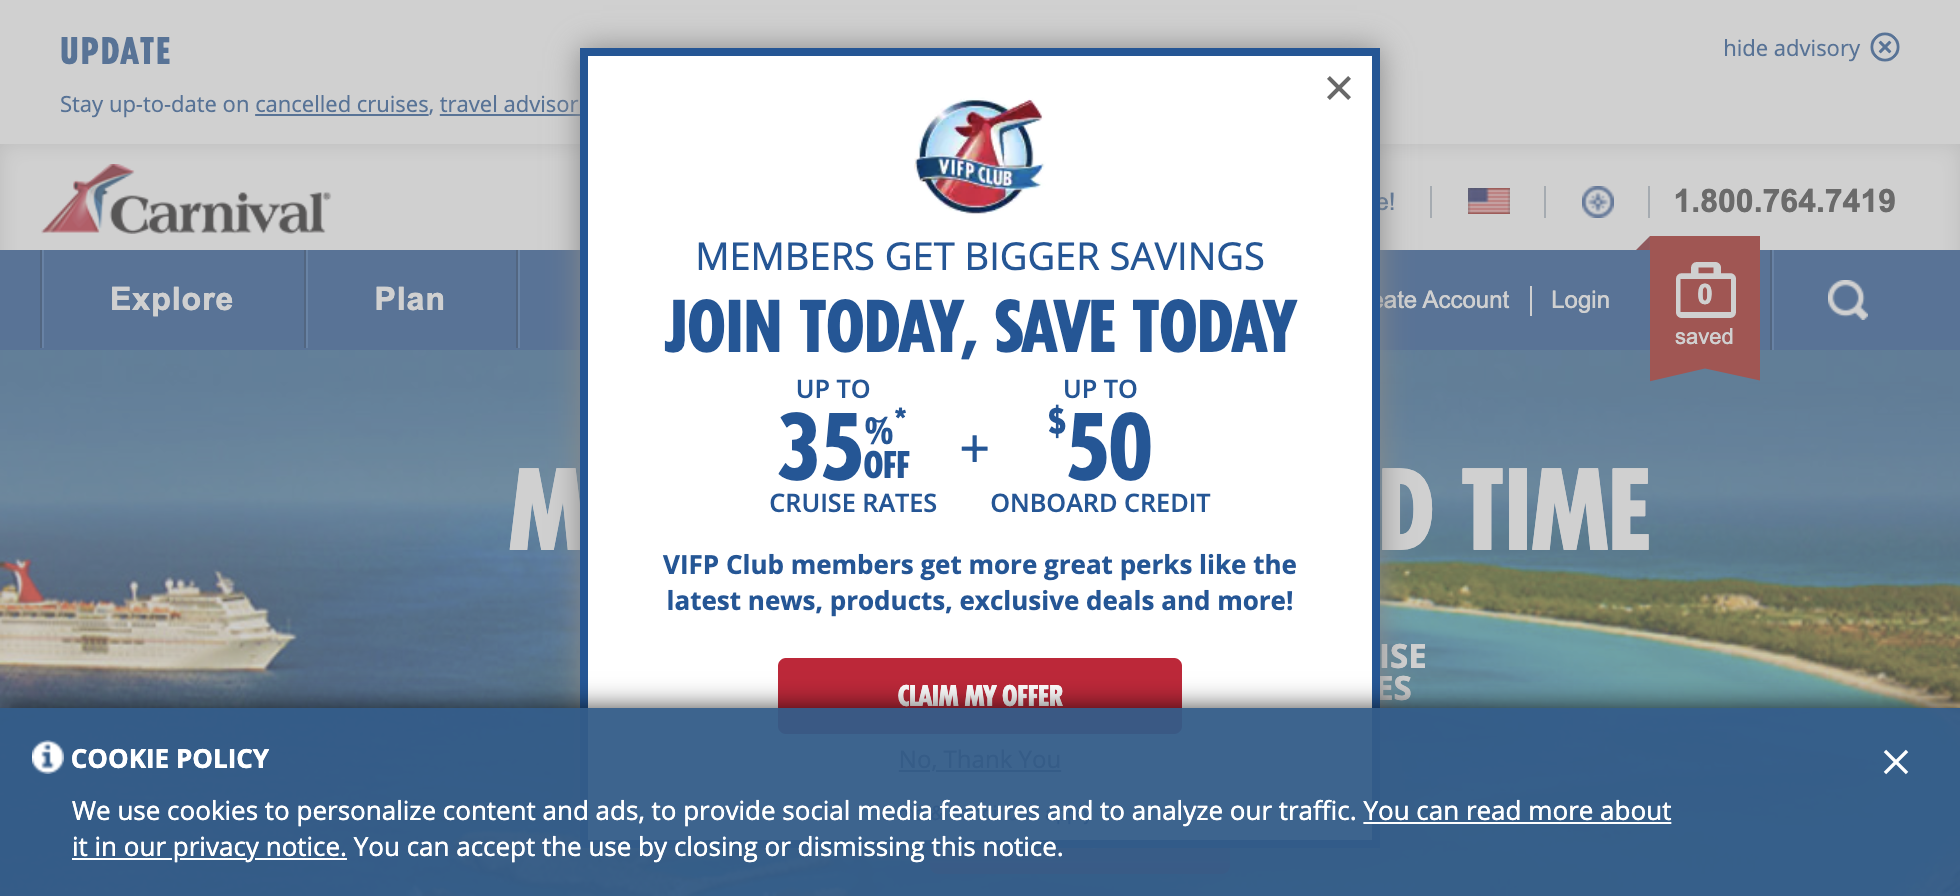 UPDATE
hide advisory
Stay up-to-date on cancelled cruises, travel advisor
Carnival
1.800.764.7419
Explore
Plan
Account
Login
0
saved
TIME
VIFP CLUB
MEMBERS GET BIGGER SAVINGS
JOIN TODAY, SAVE TODAY
UP TO
35%* OFF
CRUISE RATES
+
UP TO
$50
ONBOARD CREDIT
VIFP Club members get more great perks like the
latest news, products, exclusive deals and more!
CLAIM MY OFFER
No, Thank You
COOKIE POLICY
We use cookies to personalize content and ads, to provide social media features and to analyze our traffic. You can read more about
it in our privacy notice. You can accept the use by closing or dismissing this notice.